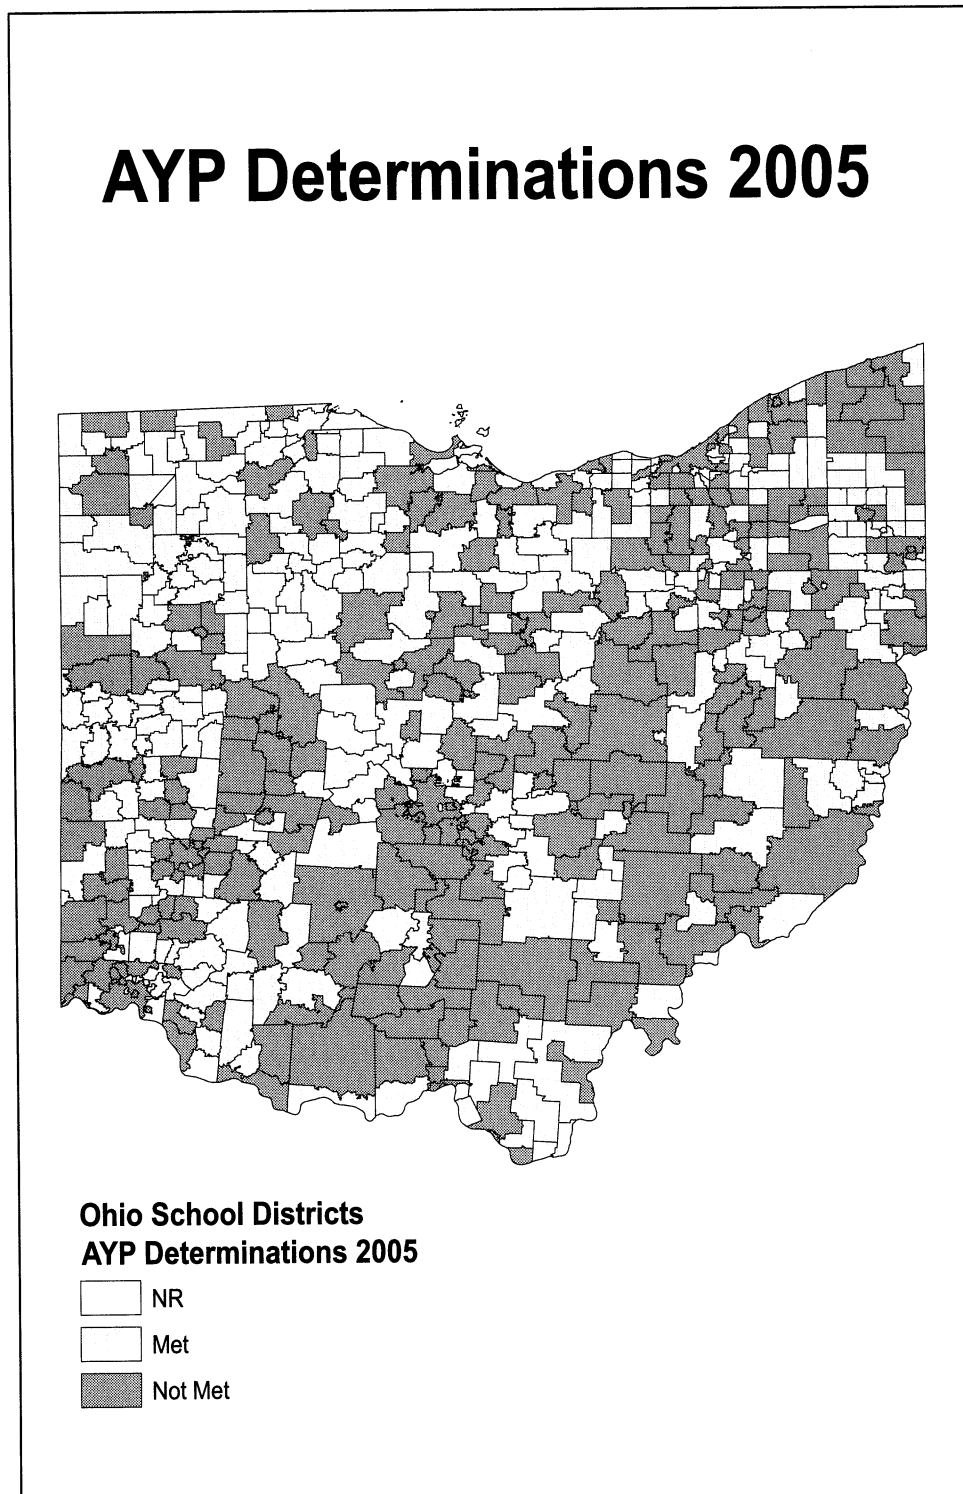 AYP Determinations 2005
Ohio School Districts
AYP Determinations 2005
NR
Met
Not Met